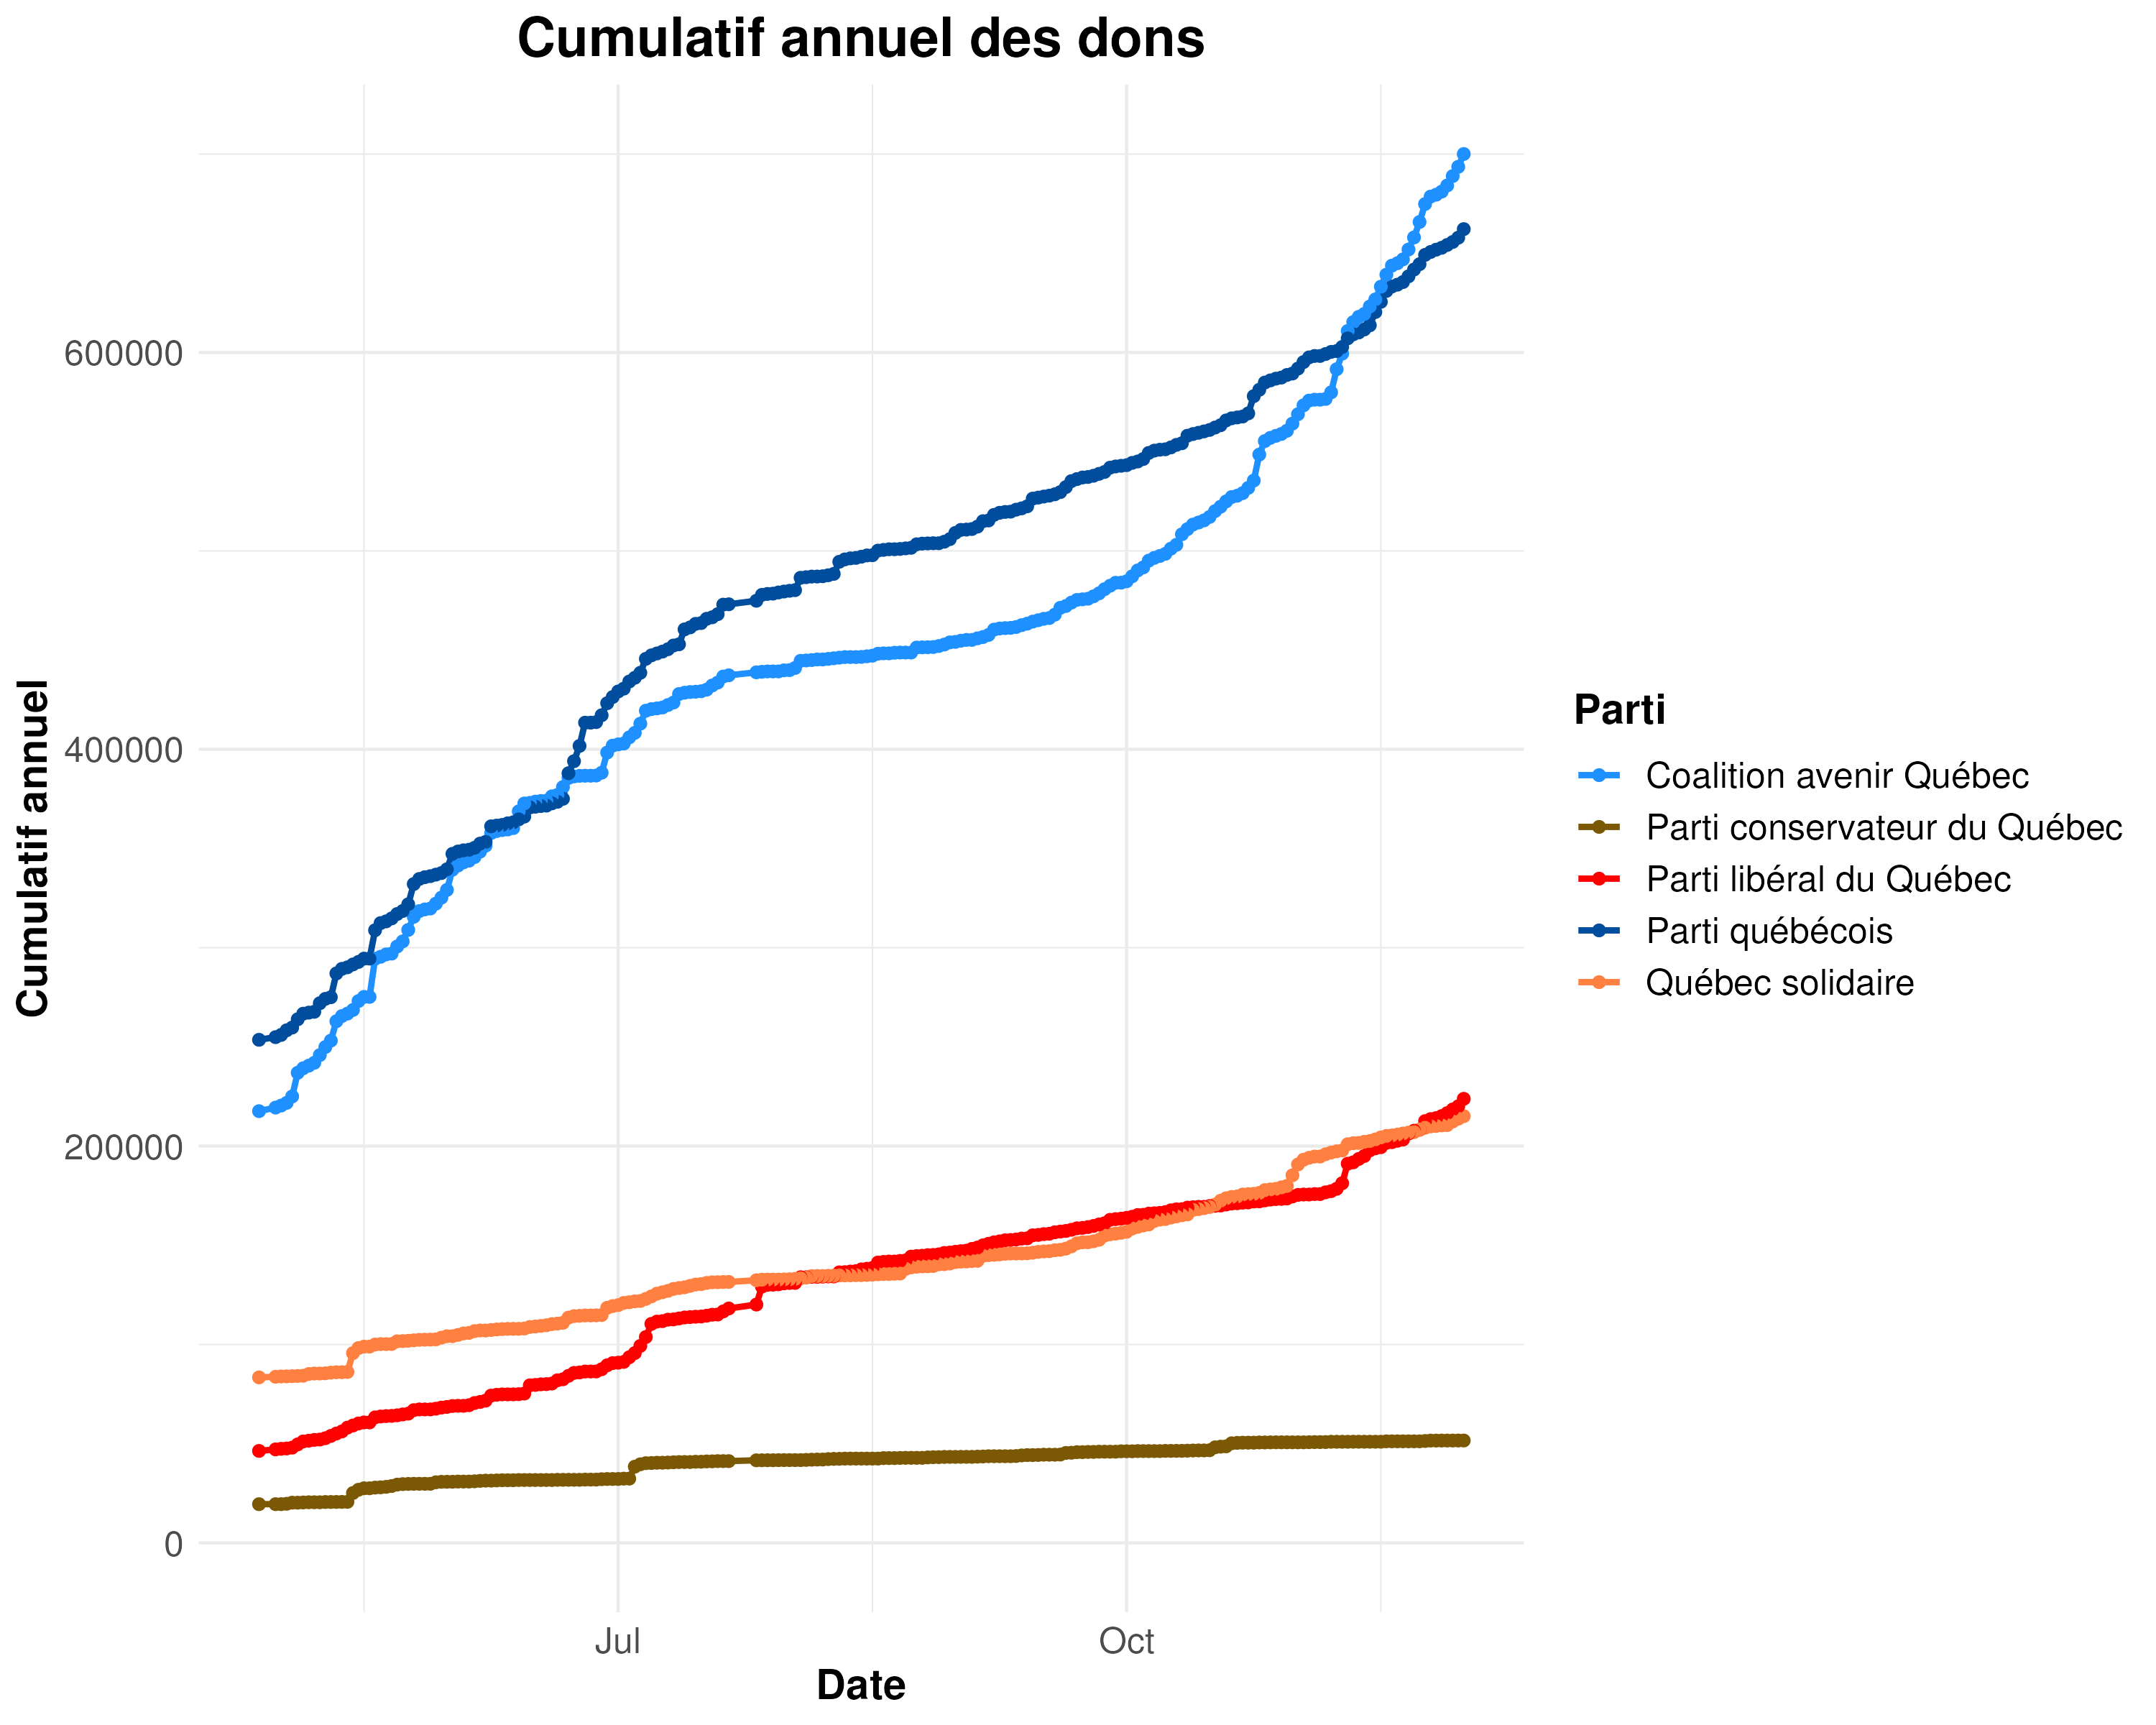 Cumulatif annuel des dons
Cumulatif annuel
600000
400000
200000
0
Jul
Oct
Date
Parti
Coalition avenir Québec
Parti conservateur du Québec
Parti libéral du Québec
Parti québécois
Québec solidaire